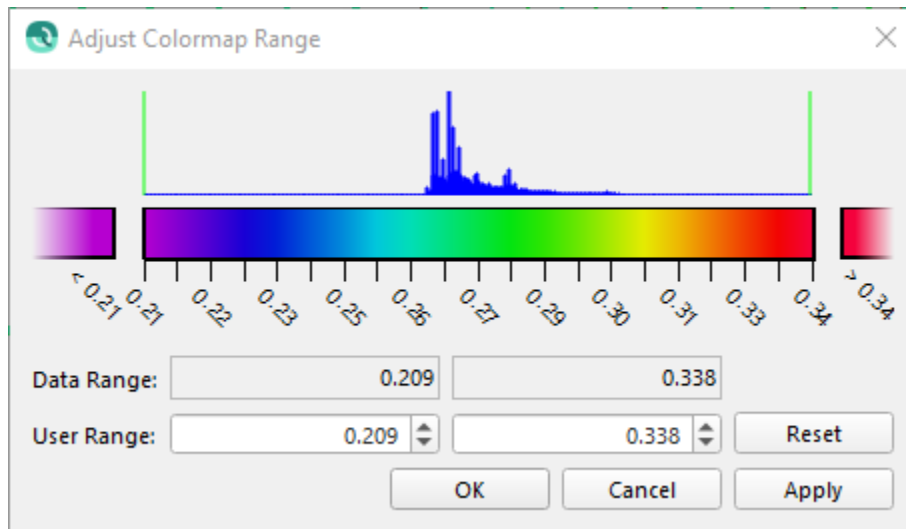 Adjust Colormap Range
< 0.21 0.21 0.22 0.23 0.25 0.26 0.27 0.29 0.30 0.31 0.33 0.34 > 0.34
Data Range: 0.209 0.338
User Range: 0.209 0.338 Reset
OK Cancel Apply